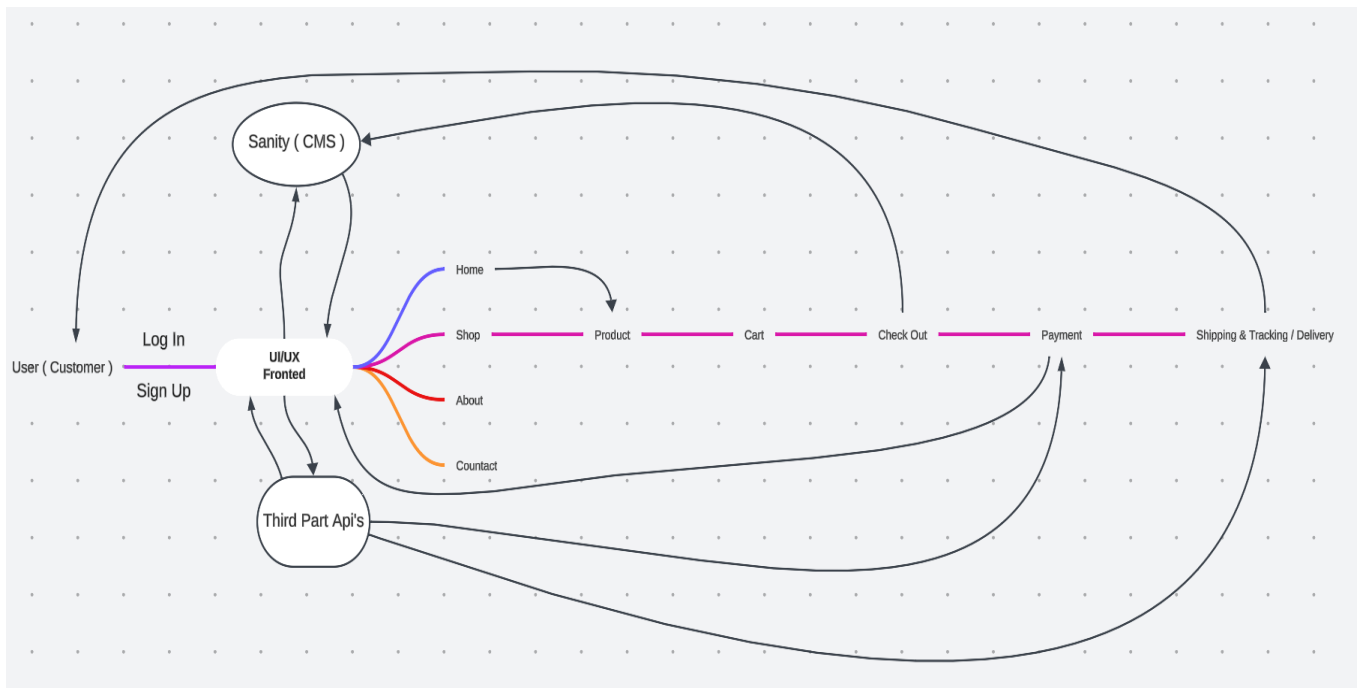 Sanity ( CMS )
Log In
User ( Customer )
Sign Up
UI/UX
Fronted
Home
Shop
Product
Cart
Check Out
Payment
Shipping & Tracking / Delivery
About
Countact
Third Part Api's